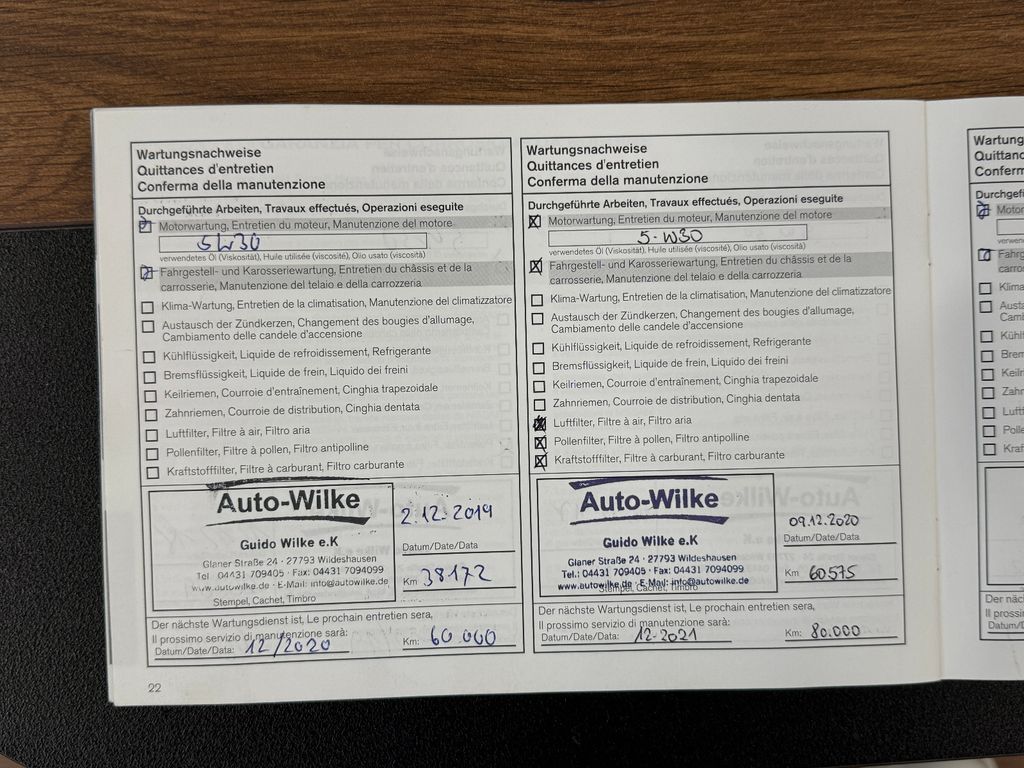 Wartungsnachweise
Quittances d'entretien
Conferma della manutenzione
Durchgeführte Arbeiten, Travaux effectués, Operazioni eseguite
Motorwartung, Entretien du moteur, Manutenzione del motore
5W30
verwendetes Öl (Viskosität), Huile utilisée (viscosité), Olio usato (viscosità)
Fahrgestell- und Karosseriewartung, Entretien du châssis et de la
carrosserie, Manutenzione del telaio e della carrozzeria
Klima-Wartung, Entretien de la climatisation, Manutenzione del climatizzatore
Austausch der Zündkerzen, Changement des bougies d'allumage,
Cambiamento delle candele d'accensione
Kühlflüssigkeit, Liquide de refroidissement, Refrigerante
Bremsflüssigkeit, Liquide de frein, Liquido dei freini
Keilriemen, Courroie d'entraînement, Cinghia trapezoidale
Zahnriemen, Courroie de distribution, Cinghia dentata
Luftfilter, Filtre à air, Filtro aria
Pollenfilter, Filtre à pollen, Filtro antipolline
Kraftstofffilter, Filtre à carburant, Filtro carburante
Auto-Wilke
Guido Wilke e.K
Glaner Straße 24 · 27793 Wildeshausen
Tel 04431 709405 · Fax: 04431 7094099
www.autowilke.de · E-Mail: info@autowilke.de
Stempel, Cachet, Timbro
2.12.2019
Datum/Date/Data
Km 38172
Der nächste Wartungsdienst ist, Le prochain entretien sera,
Il prossimo servizio di manutenzione sarà:
Datum/Date/Data: 12/2020 Km: 60 000
22
Wartungsnachweise
Quittances d'entretien
Conferma della manutenzione
Durchgeführte Arbeiten, Travaux effectués, Operazioni eseguite
Motorwartung, Entretien du moteur, Manutenzione del motore
5-W30
verwendetes Öl (Viskosität), Huile utilisée (viscosité), Olio usato (viscosità)
Fahrgestell- und Karosseriewartung, Entretien du châssis et de la
carrosserie, Manutenzione del telaio e della carrozzeria
Klima-Wartung, Entretien de la climatisation, Manutenzione del climatizzatore
Austausch der Zündkerzen, Changement des bougies d'allumage,
Cambiamento delle candele d'accensione
Kühlflüssigkeit, Liquide de refroidissement, Refrigerante
Bremsflüssigkeit, Liquide de frein, Liquido dei freini
Keilriemen, Courroie d'entraînement, Cinghia trapezoidale
Zahnriemen, Courroie de distribution, Cinghia dentata
Luftfilter, Filtre à air, Filtro aria
Pollenfilter, Filtre à pollen, Filtro antipolline
Kraftstofffilter, Filtre à carburant, Filtro carburante
Auto-Wilke
Guido Wilke e.K
Glaner Straße 24 · 27793 Wildeshausen
Tel.: 04431 709405 · Fax: 04431 7094099
www.autowilke.de · E-Mail: info@autowilke.de
Stempel, Cachet, Timbro
09.12.2020
Datum/Date/Data
Km 60575
Der nächste Wartungsdienst ist, Le prochain entretien sera,
Il prossimo servizio di manutenzione sarà:
Datum/Date/Data: 12-2021 Km: 80.000